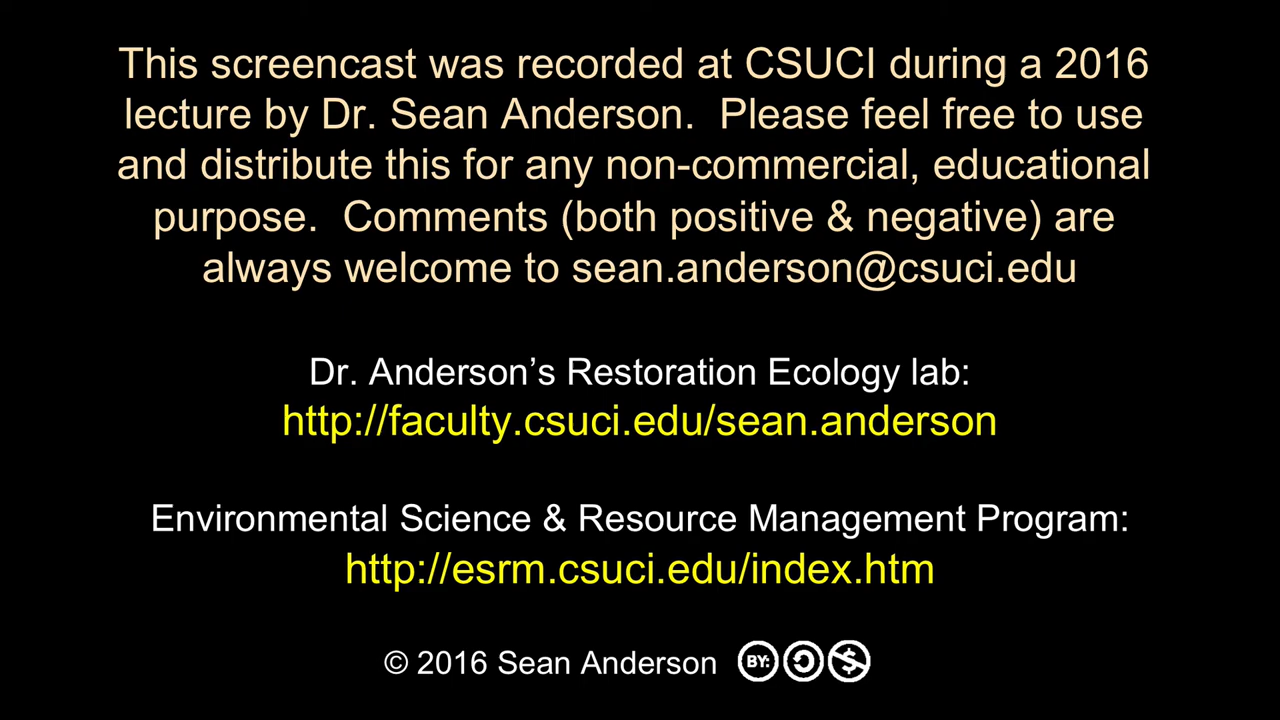 This screencast was recorded at CSUCI during a 2016
lecture by Dr. Sean Anderson.  Please feel free to use
and distribute this for any non-commercial, educational
purpose.  Comments (both positive & negative) are
always welcome to sean.anderson@csuci.edu
Dr. Anderson’s Restoration Ecology lab:
http://faculty.csuci.edu/sean.anderson
Environmental Science & Resource Management Program:
http://esrm.csuci.edu/index.htm
© 2016 Sean Anderson BY: $